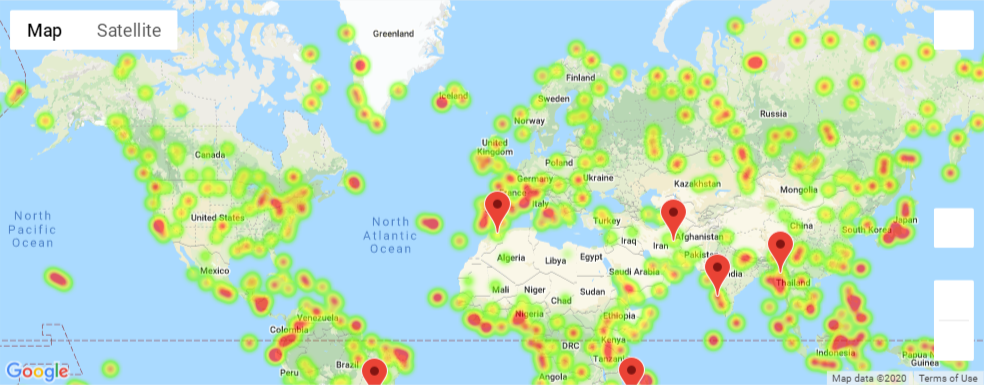 Map
Satellite
Greenland
Iceland
Finland
Sweden
Norway
Russia
United
Kingdom
Canada
Poland
Germany
Ukraine
France
Kazakhstan
Mongolia
Italy
North
Pacific
Ocean
United States
North
Atlantic
Ocean
Turkey
China
Japan
South Korea
Afghanistan
Iraq
Iran
Algeria
Libya
Egypt
Pakistan
Mexico
Saudi Arabia
India
Thailand
Mali
Niger
Chad
Sudan
Nigeria
Ethiopia
Venezuela
Colombia
Kenya
DRC
Indonesia
Tanzania
Papua N
Guinea
Brazil
Peru
Angola
Google
Map data ©2020
Terms of Use